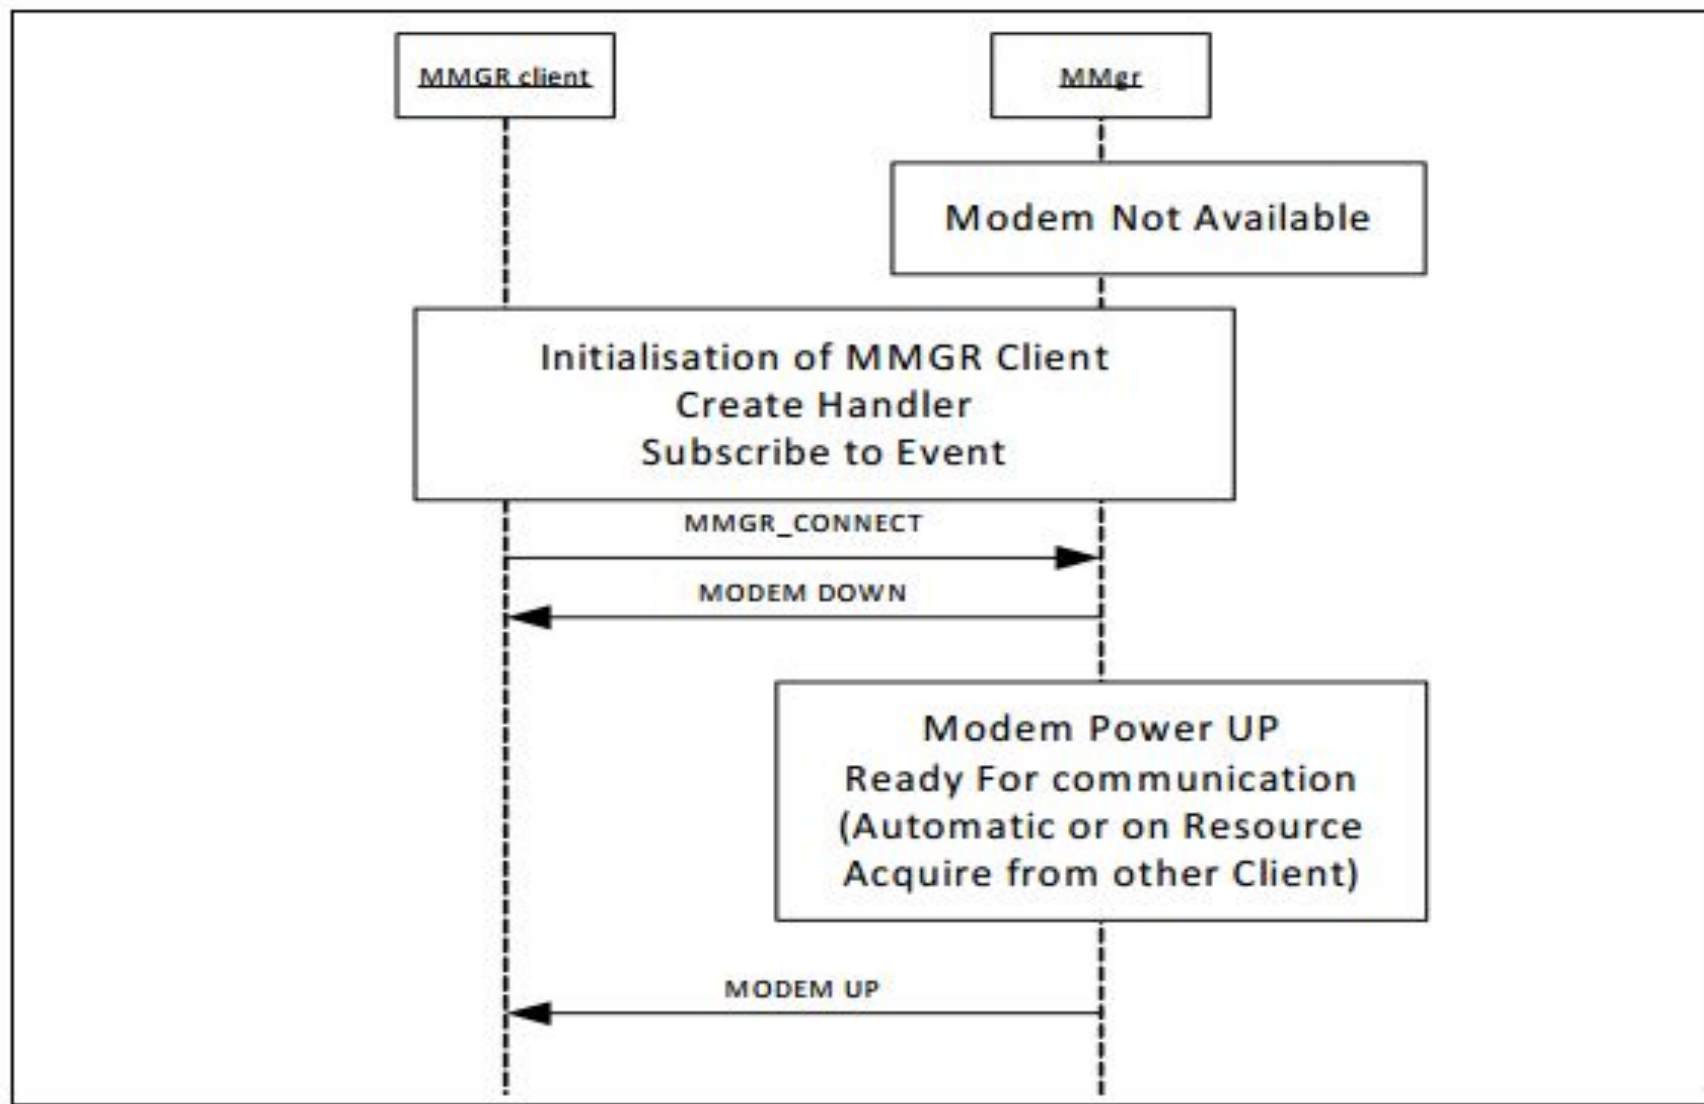 MMGR client
MMgr
Modem Not Available
Initialisation of MMGR Client
Create Handler
Subscribe to Event
MMGR_CONNECT
MODEM DOWN
Modem Power UP
Ready For communication
(Automatic or on Resource
Acquire from other Client)
MODEM UP